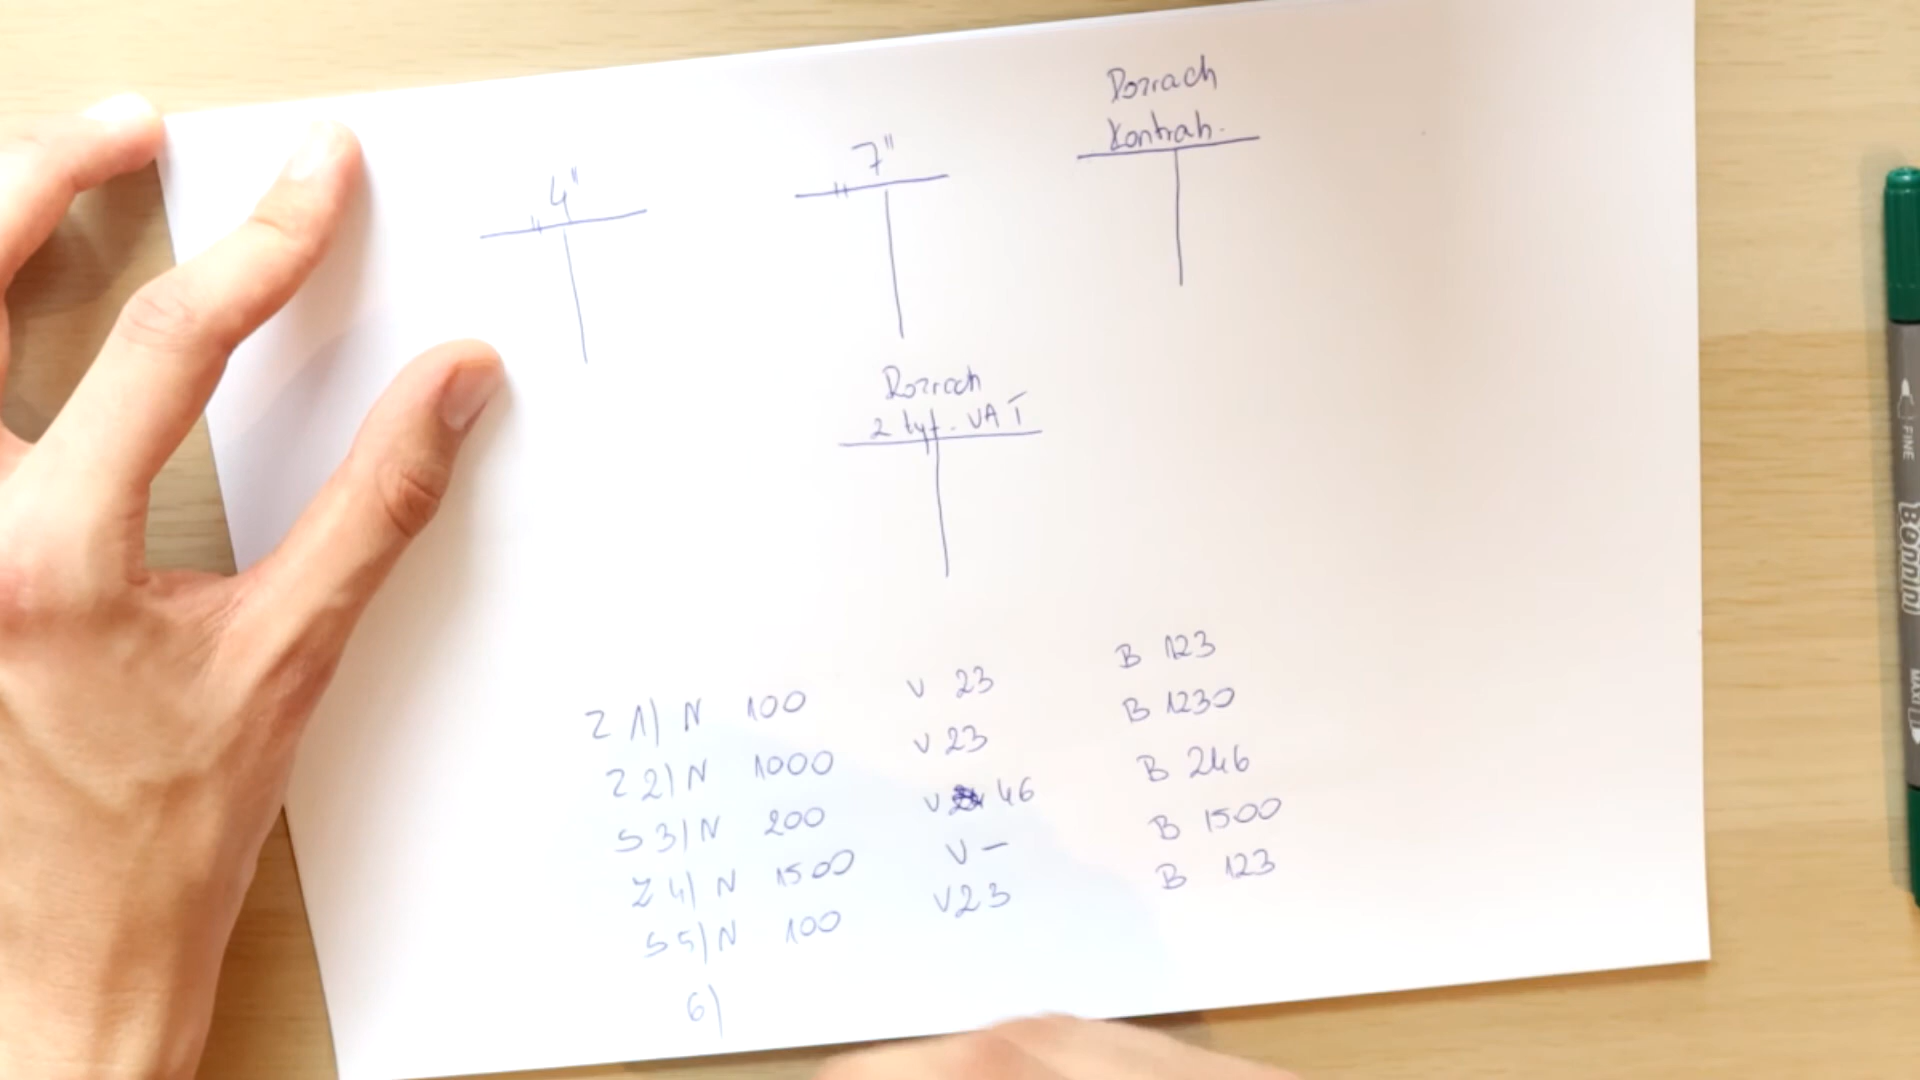 4"
7"
Rozrach
Kontrah.
Rozrach
z tyt. VAT
Z 1) N 100 V 23 B 123
Z 2) N 1000 V 23 B 1230
S 3) N 200 V 46 B 246
Z 4) N 1500 V – B 1500
S 5) N 100 V 23 B 123
6)
FINE